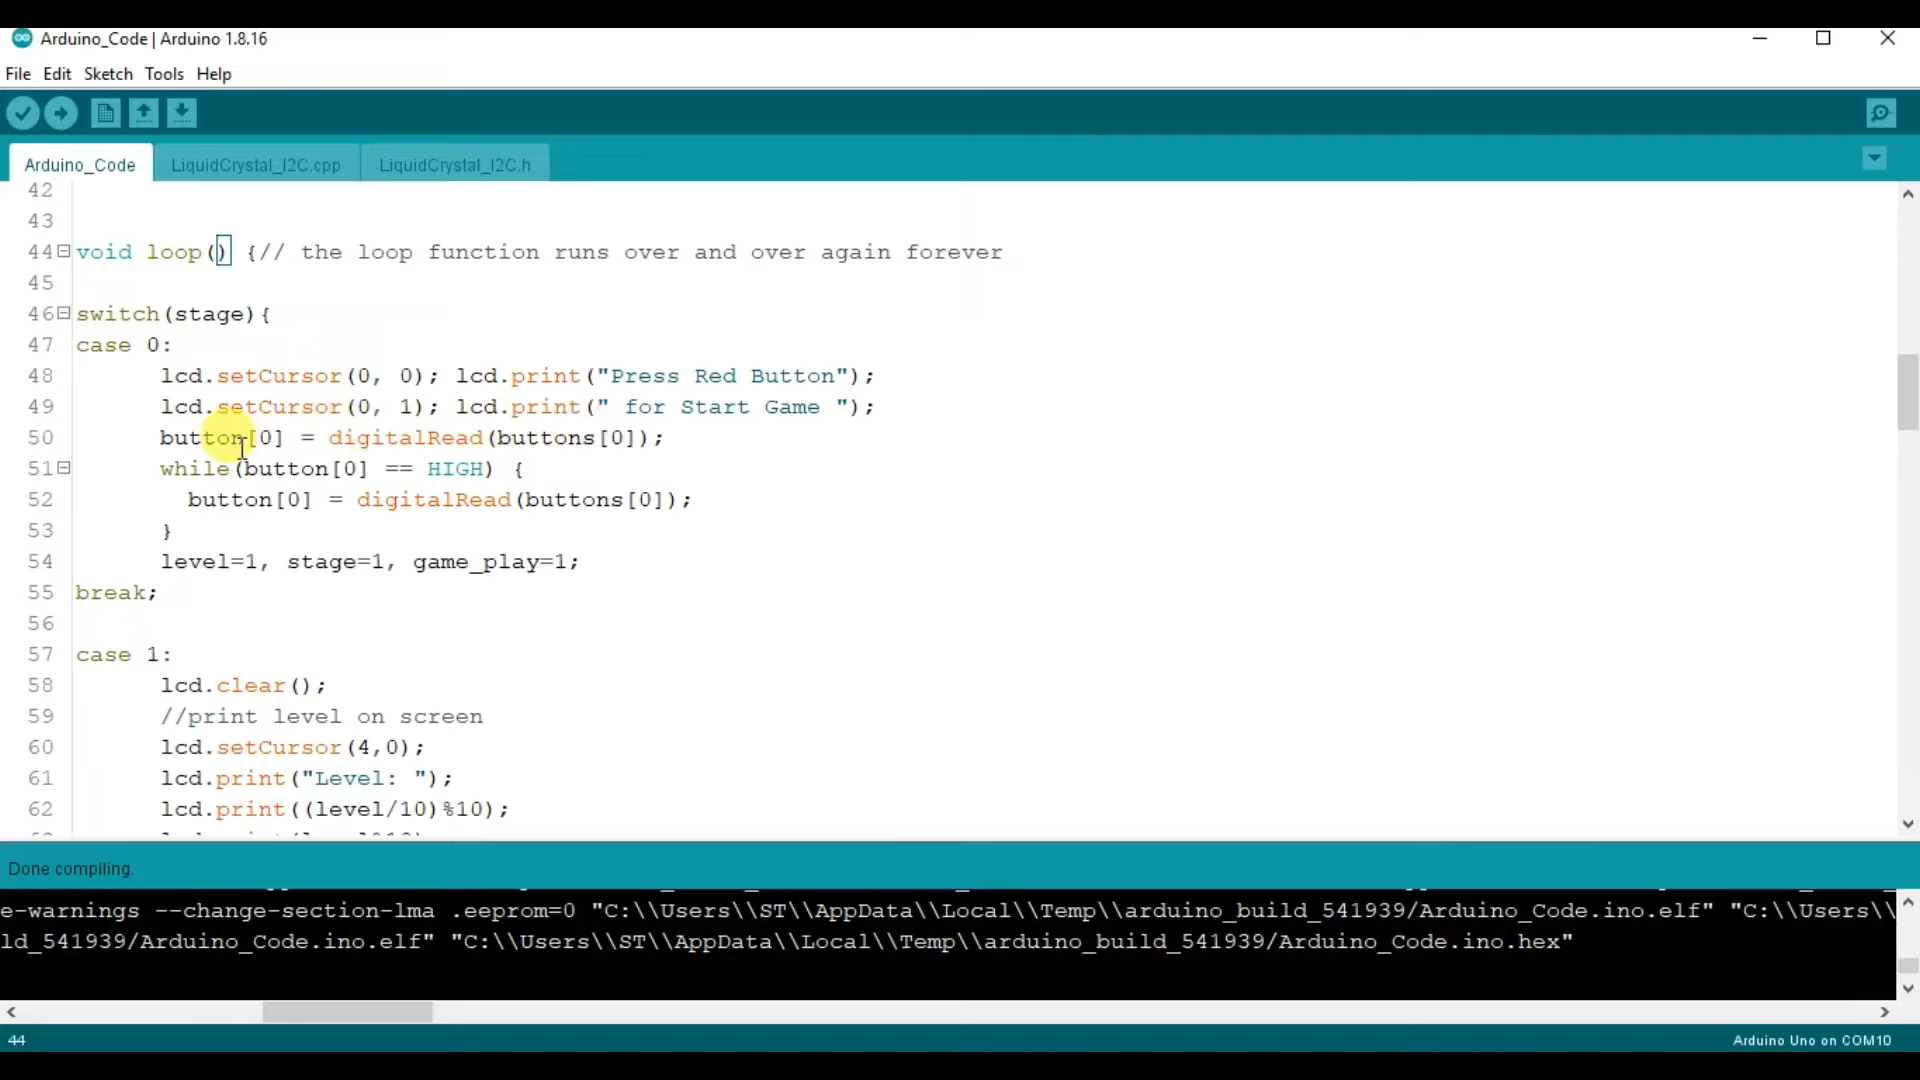 Arduino_Code | Arduino 1.8.16
File Edit Sketch Tools Help
Arduino_Code LiquidCrystal_I2C.cpp LiquidCrystal_I2C.h
42
43
44 void loop() {// the loop function runs over and over again forever
45
46 switch(stage){
47 case 0:
48 lcd.setCursor(0, 0); lcd.print("Press Red Button");
49 lcd.setCursor(0, 1); lcd.print(" for Start Game ");
50 button[0] = digitalRead(buttons[0]);
51 while(button[0] == HIGH) {
52 button[0] = digitalRead(buttons[0]);
53 }
54 level=1, stage=1, game_play=1;
55 break;
56
57 case 1:
58 lcd.clear();
59 //print level on screen
60 lcd.setCursor(4,0);
61 lcd.print("Level: ");
62 lcd.print((level/10)%10);
Done compiling.
e-warnings --change-section-lma .eeprom=0 "C:\\Users\\ST\\AppData\\Local\\Temp\\arduino_build_541939/Arduino_Code.ino.elf" "C:\\Users\\
ld_541939/Arduino_Code.ino.elf" "C:\\Users\\ST\\AppData\\Local\\Temp\\arduino_build_541939/Arduino_Code.ino.hex"
44 Arduino Uno on COM10